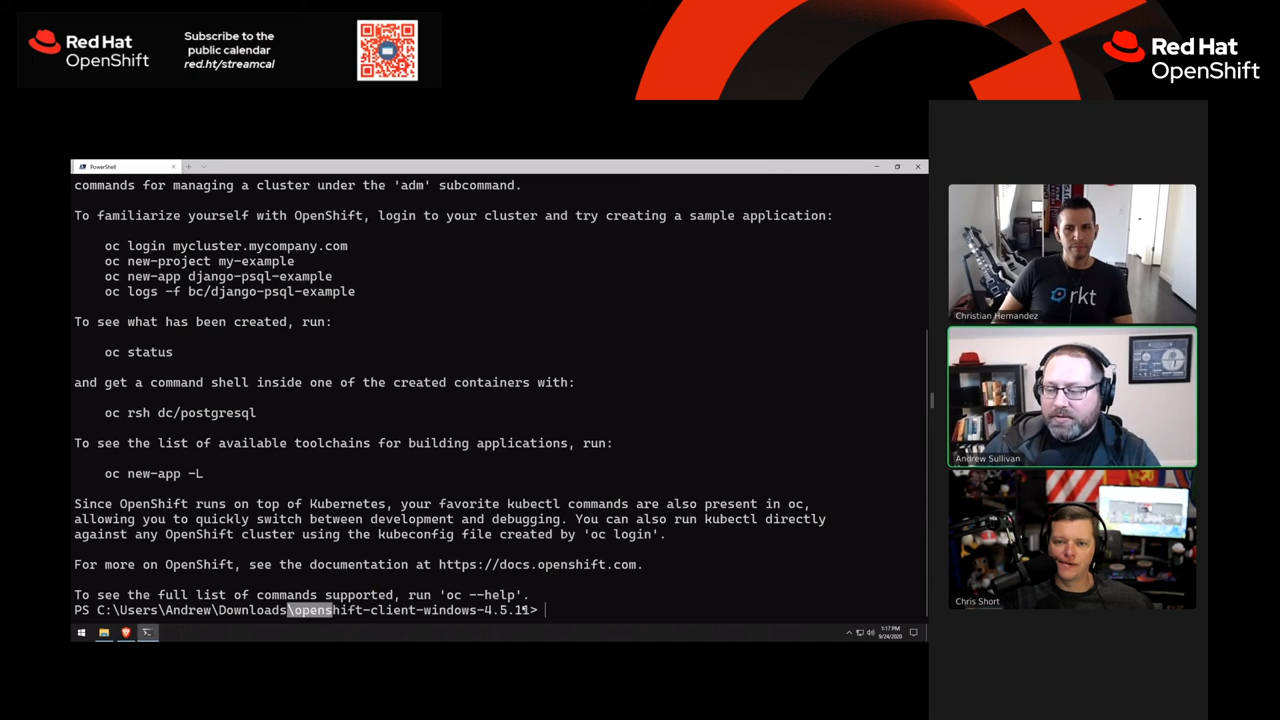 Red Hat
OpenShift
Subscribe to the
public calendar
red.ht/streamcal
Red Hat
OpenShift
PowerShell
commands for managing a cluster under the 'adm' subcommand.
To familiarize yourself with OpenShift, login to your cluster and try creating a sample application:
oc login mycluster.mycompany.com
oc new-project my-example
oc new-app django-psql-example
oc logs -f bc/django-psql-example
To see what has been created, run:
oc status
and get a command shell inside one of the created containers with:
oc rsh dc/postgresql
To see the list of available toolchains for building applications, run:
oc new-app -L
Since OpenShift runs on top of Kubernetes, your favorite kubectl commands are also present in oc,
allowing you to quickly switch between development and debugging. You can also run kubectl directly
against any OpenShift cluster using the kubeconfig file created by 'oc login'.
For more on OpenShift, see the documentation at https://docs.openshift.com.
To see the full list of commands supported, run 'oc --help'.
PS C:\Users\Andrew\Downloads\openshift-client-windows-4.5.11>
1:17 PM
9/24/2020
rkt
Christian Hernandez
Andrew Sullivan
Chris Short